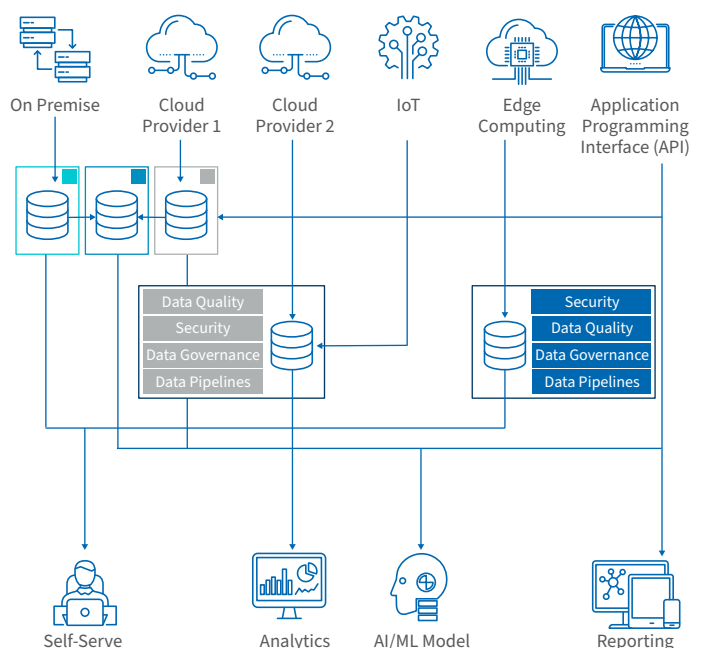 On Premise
Cloud
Provider 1
Cloud
Provider 2
IoT
Edge
Computing
Application
Programming
Interface (API)
Data Quality
Security
Data Governance
Data Pipelines
Security
Data Quality
Data Governance
Data Pipelines
Self-Serve
Analytics
AI/ML Model
Reporting